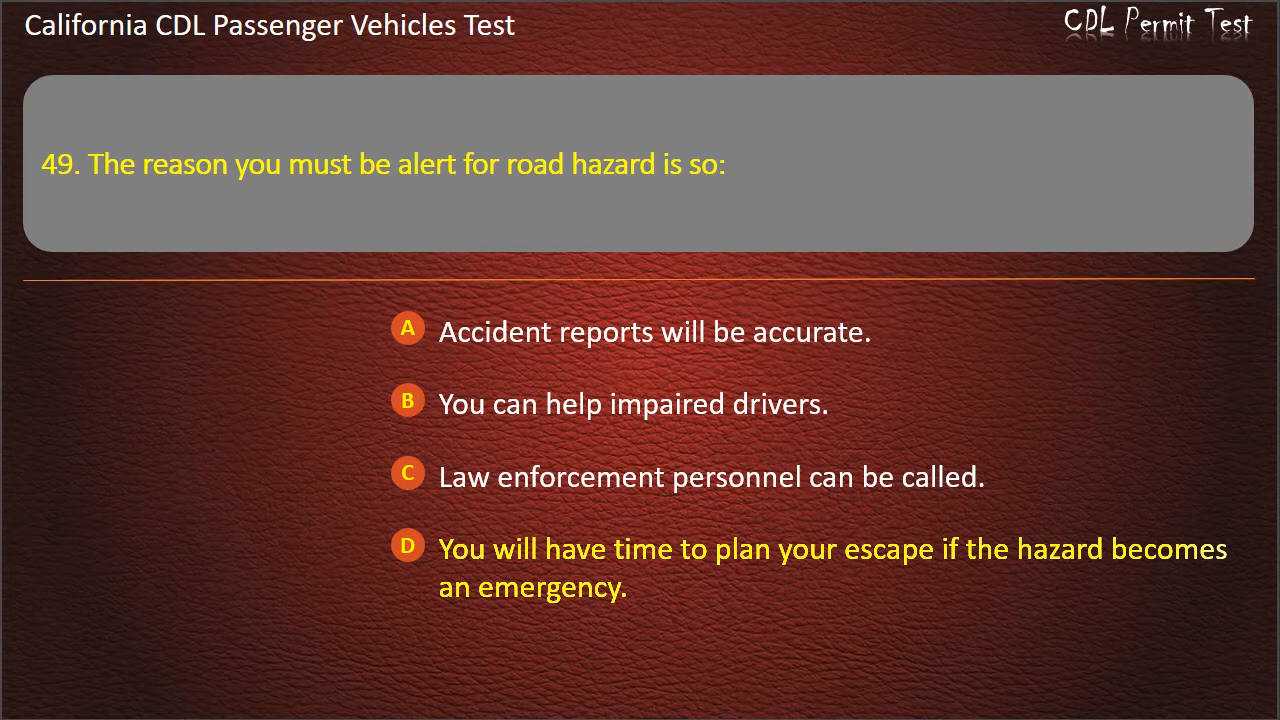 California CDL Passenger Vehicles Test
CDL Permit Test
49. The reason you must be alert for road hazard is so:
A Accident reports will be accurate.
B You can help impaired drivers.
C Law enforcement personnel can be called.
D You will have time to plan your escape if the hazard becomes
an emergency.